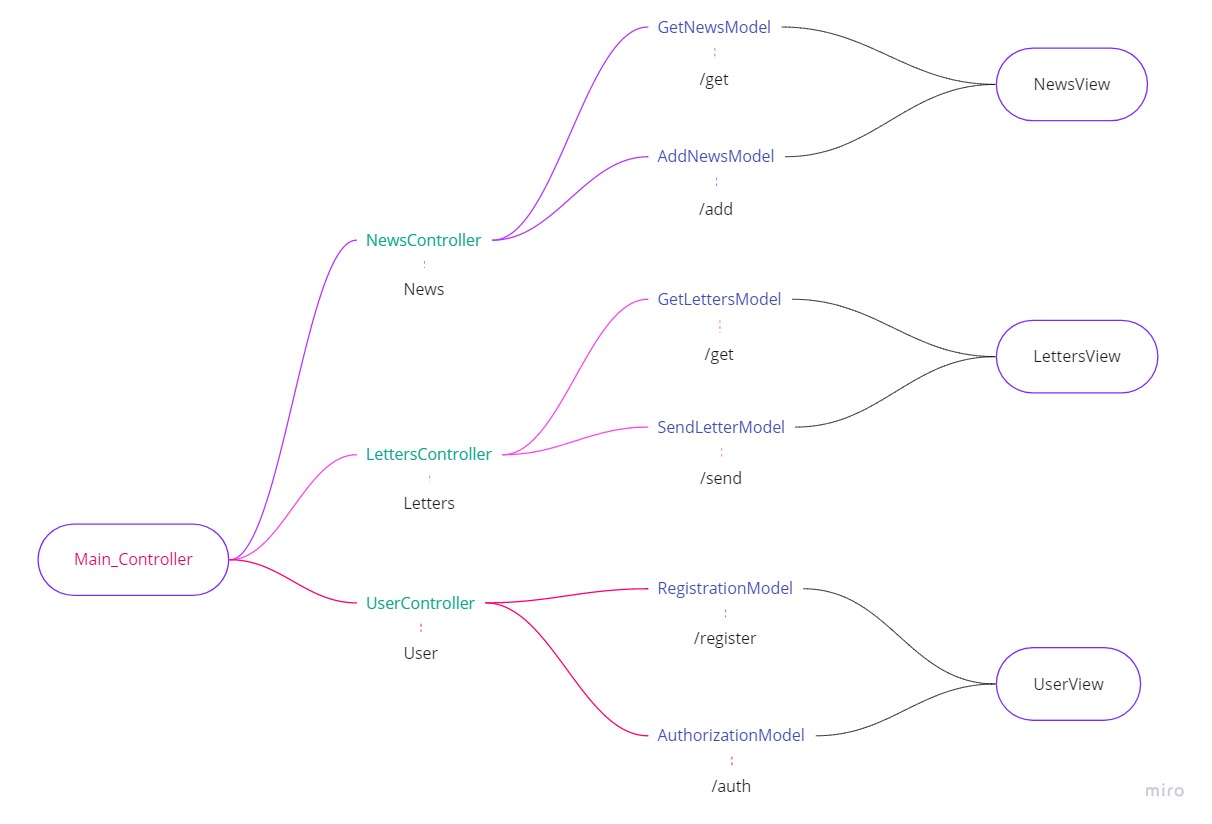 GetNewsModel
/get
AddNewsModel
/add
NewsView
NewsController
News
GetLettersModel
/get
SendLetterModel
/send
LettersView
LettersController
Letters
Main_Controller
UserController
User
RegistrationModel
/register
AuthorizationModel
/auth
UserView
miro